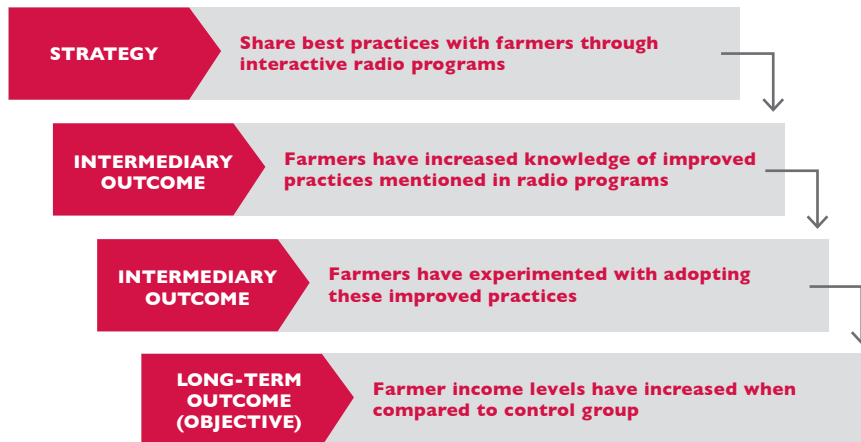 STRATEGY
Share best practices with farmers through
interactive radio programs
INTERMEDIARY
OUTCOME
Farmers have increased knowledge of improved
practices mentioned in radio programs
INTERMEDIARY
OUTCOME
Farmers have experimented with adopting
these improved practices
LONG-TERM
OUTCOME
(OBJECTIVE)
Farmer income levels have increased when
compared to control group